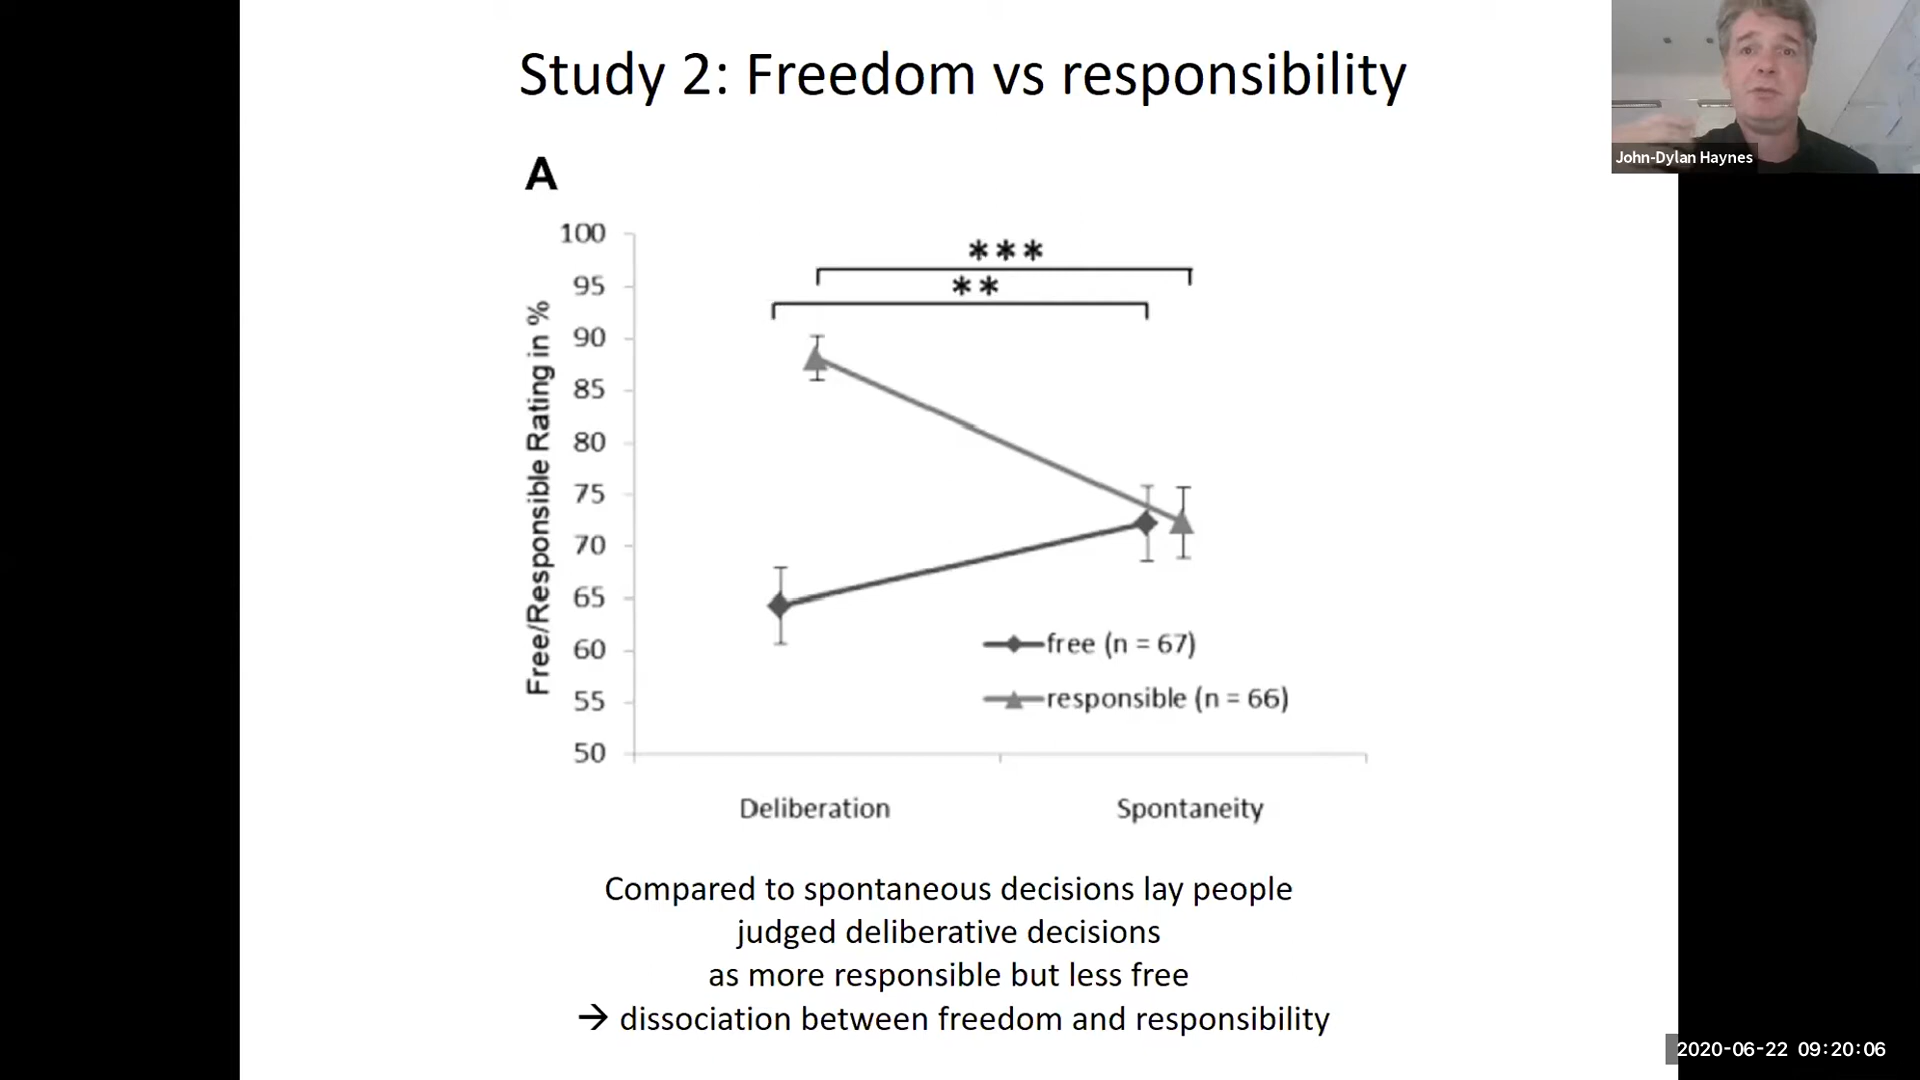 Study 2: Freedom vs responsibility
John-Dylan Haynes
A
100
95
90
85
80
75
70
65
60
55
50
Free/Responsible Rating in %
***
**
free (n = 67)
responsible (n = 66)
Deliberation
Spontaneity
Compared to spontaneous decisions lay people
judged deliberative decisions
as more responsible but less free
→ dissociation between freedom and responsibility
2020-06-22 09:20:06